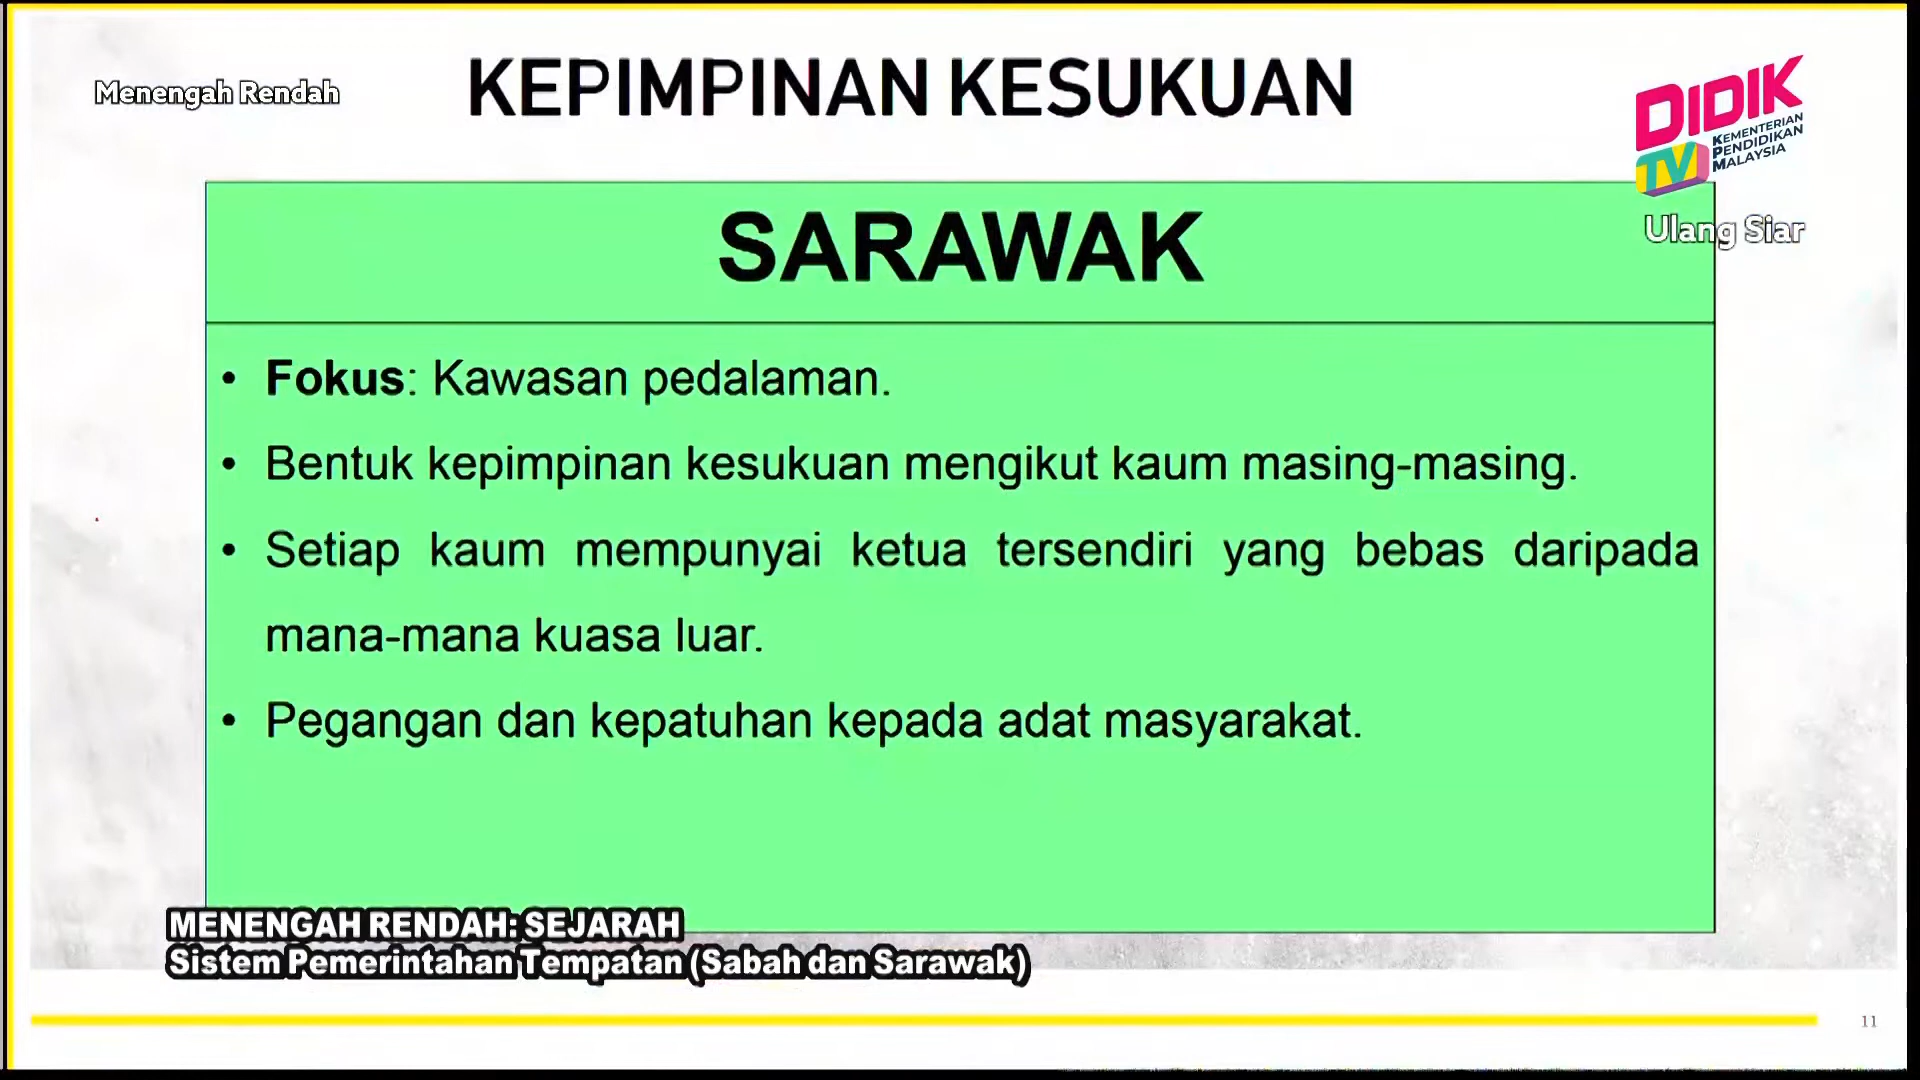 Menengah Rendah
KEPIMPINAN KESUKUAN
DIDIK
TV
KEMENTERIAN
PENDIDIKAN
MALAYSIA
Ulang Siar
SARAWAK
• Fokus: Kawasan pedalaman.
• Bentuk kepimpinan kesukuan mengikut kaum masing-masing.
• Setiap kaum mempunyai ketua tersendiri yang bebas daripada
mana-mana kuasa luar.
• Pegangan dan kepatuhan kepada adat masyarakat.
MENENGAH RENDAH: SEJARAH
Sistem Pemerintahan Tempatan (Sabah dan Sarawak)
11